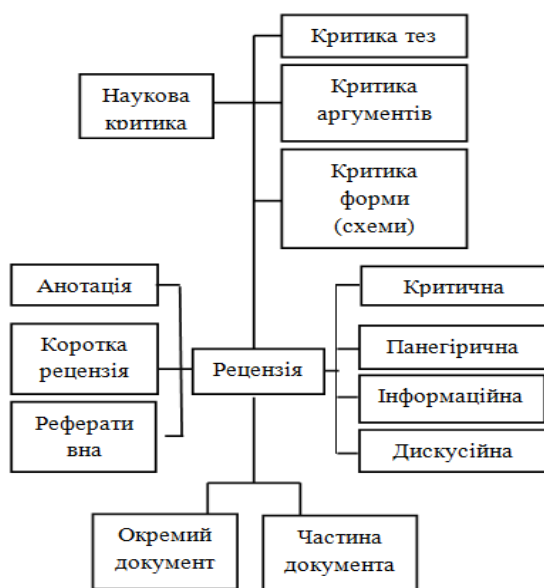 Критика тез
Наукова
критика
Критика
аргументів
Критика
форми
(схеми)
Анотація
Коротка
рецензія
Реферати
вна
Рецензія
Критична
Панегірична
Інформаційна
Дискусійна
Окремий
документ
Частина
документа